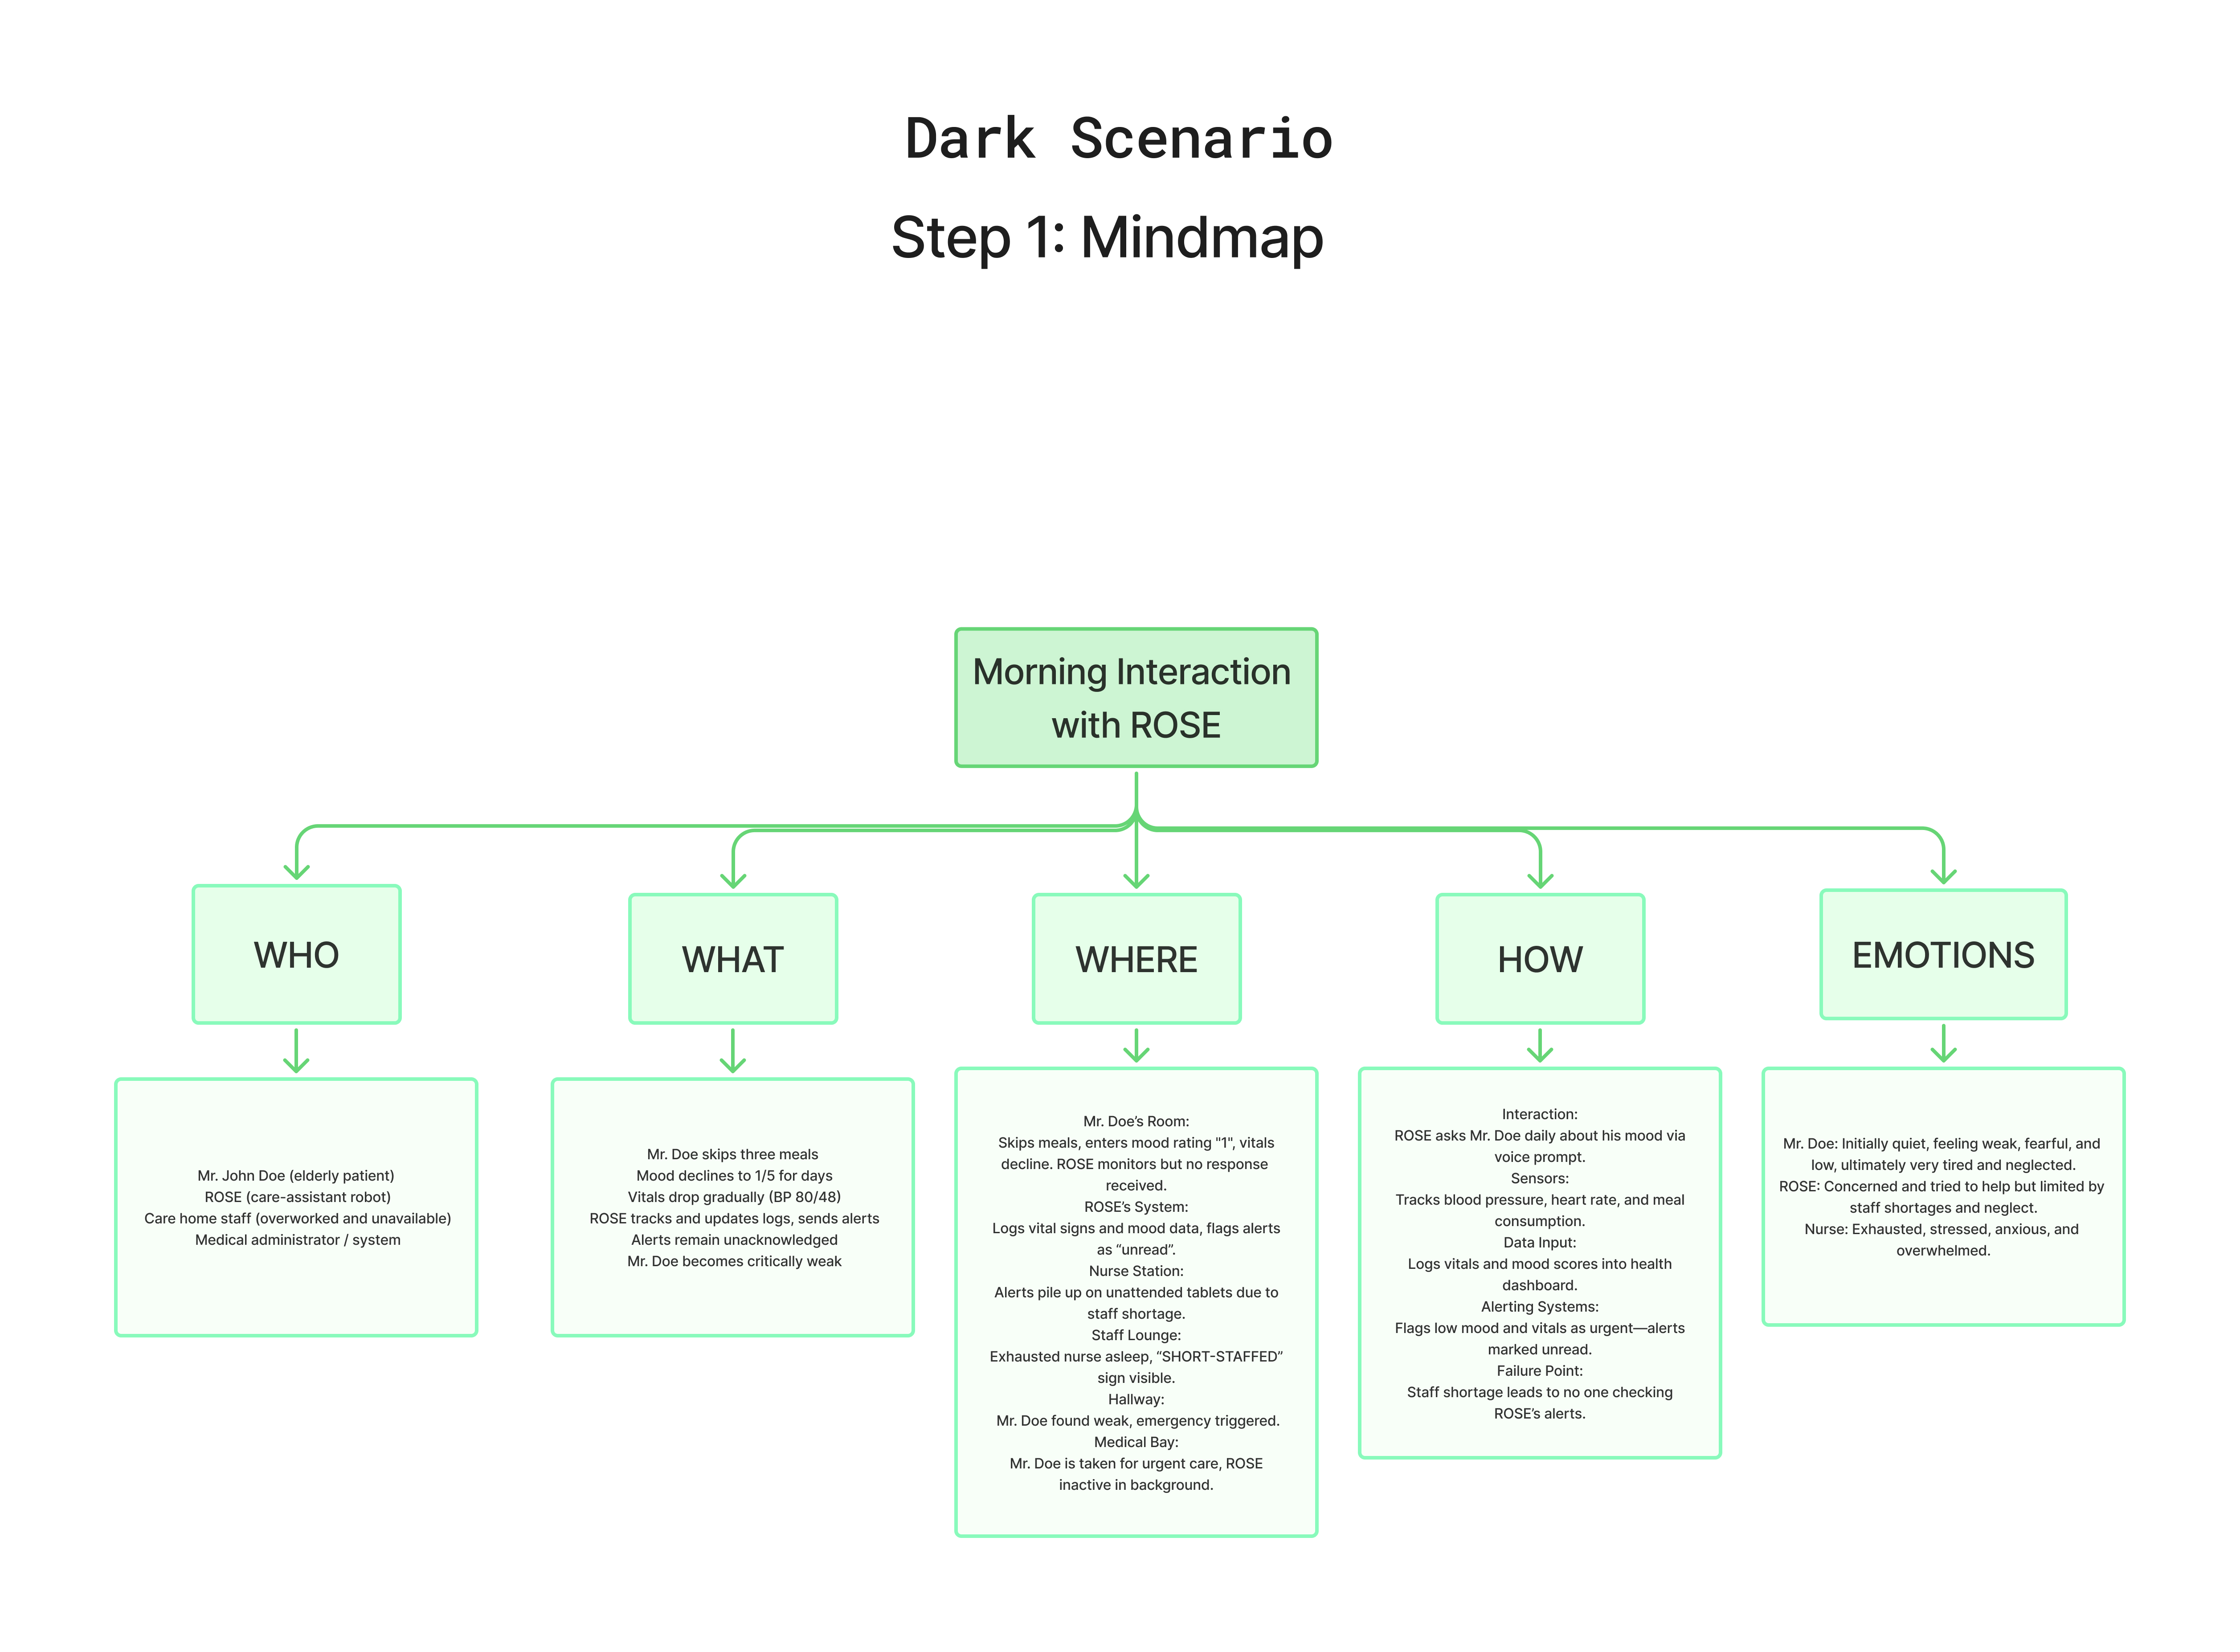 Dark Scenario
Step 1: Mindmap
Morning Interaction
with ROSE
WHO
WHAT
WHERE
HOW
EMOTIONS
Mr. John Doe (elderly patient)
ROSE (care-assistant robot)
Care home staff (overworked and unavailable)
Medical administrator / system
Mr. Doe skips three meals
Mood declines to 1/5 for days
Vitals drop gradually (BP 80/48)
ROSE tracks and updates logs, sends alerts
Alerts remain unacknowledged
Mr. Doe becomes critically weak
Mr. Doe’s Room:
Skips meals, enters mood rating "1", vitals
decline. ROSE monitors but no response
received.
ROSE’s System:
Logs vital signs and mood data, flags alerts
as “unread”.
Nurse Station:
Alerts pile up on unattended tablets due to
staff shortage.
Staff Lounge:
Exhausted nurse asleep, “SHORT-STAFFED”
sign visible.
Hallway:
Mr. Doe found weak, emergency triggered.
Medical Bay:
Mr. Doe is taken for urgent care, ROSE
inactive in background.
Interaction:
ROSE asks Mr. Doe daily about his mood via
voice prompt.
Sensors:
Tracks blood pressure, heart rate, and meal
consumption.
Data Input:
Logs vitals and mood scores into health
dashboard.
Alerting Systems:
Flags low mood and vitals as urgent—alerts
marked unread.
Failure Point:
Staff shortage leads to no one checking
ROSE’s alerts.
Mr. Doe: Initially quiet, feeling weak, fearful, and
low, ultimately very tired and neglected.
ROSE: Concerned and tried to help but limited by
staff shortages and neglect.
Nurse: Exhausted, stressed, anxious, and
overwhelmed.